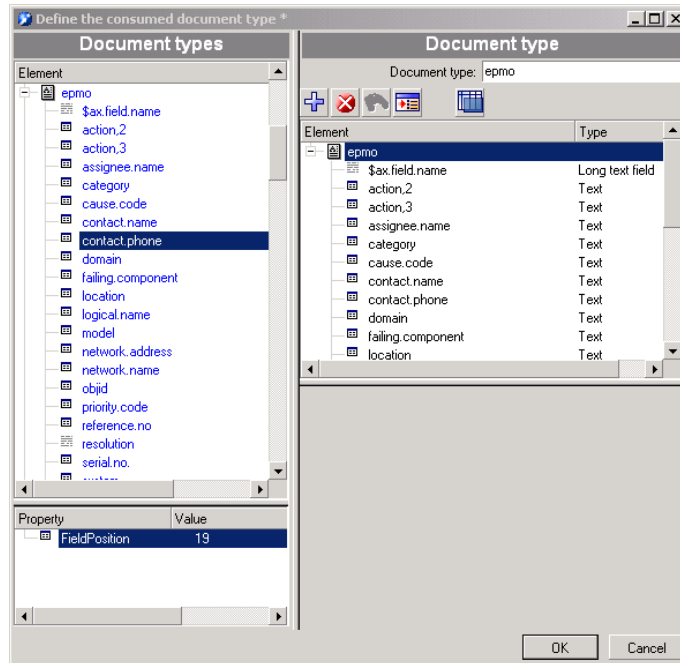 Define the consumed document type *
Document types
Element
epmo
$ax.field.name
action,2
action,3
assignee.name
category
cause.code
contact.name
contact.phone
domain
failing.component
location
logical.name
model
network.address
network.name
objid
priority.code
reference.no
resolution
serial.no.
Property Value
FieldPosition 19
Document type
Document type: epmo
Element Type
epmo
$ax.field.name Long text field
action,2 Text
action,3 Text
assignee.name Text
category Text
cause.code Text
contact.name Text
contact.phone Text
domain Text
failing.component Text
location Text
OK Cancel